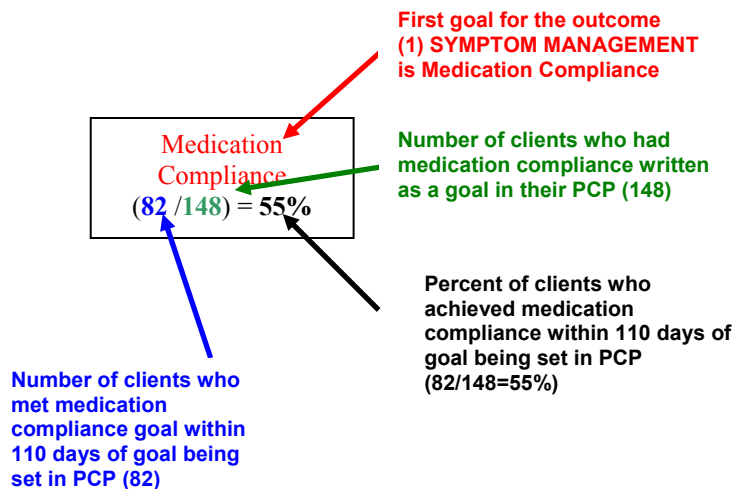 First goal for the outcome
(1) SYMPTOM MANAGEMENT
is Medication Compliance
Medication
Compliance
(82 /148) = 55%
Number of clients who had
medication compliance written
as a goal in their PCP (148)
Percent of clients who
achieved medication
compliance within 110 days of
goal being set in PCP
(82/148=55%)
Number of clients who
met medication
compliance goal within
110 days of goal being
set in PCP (82)